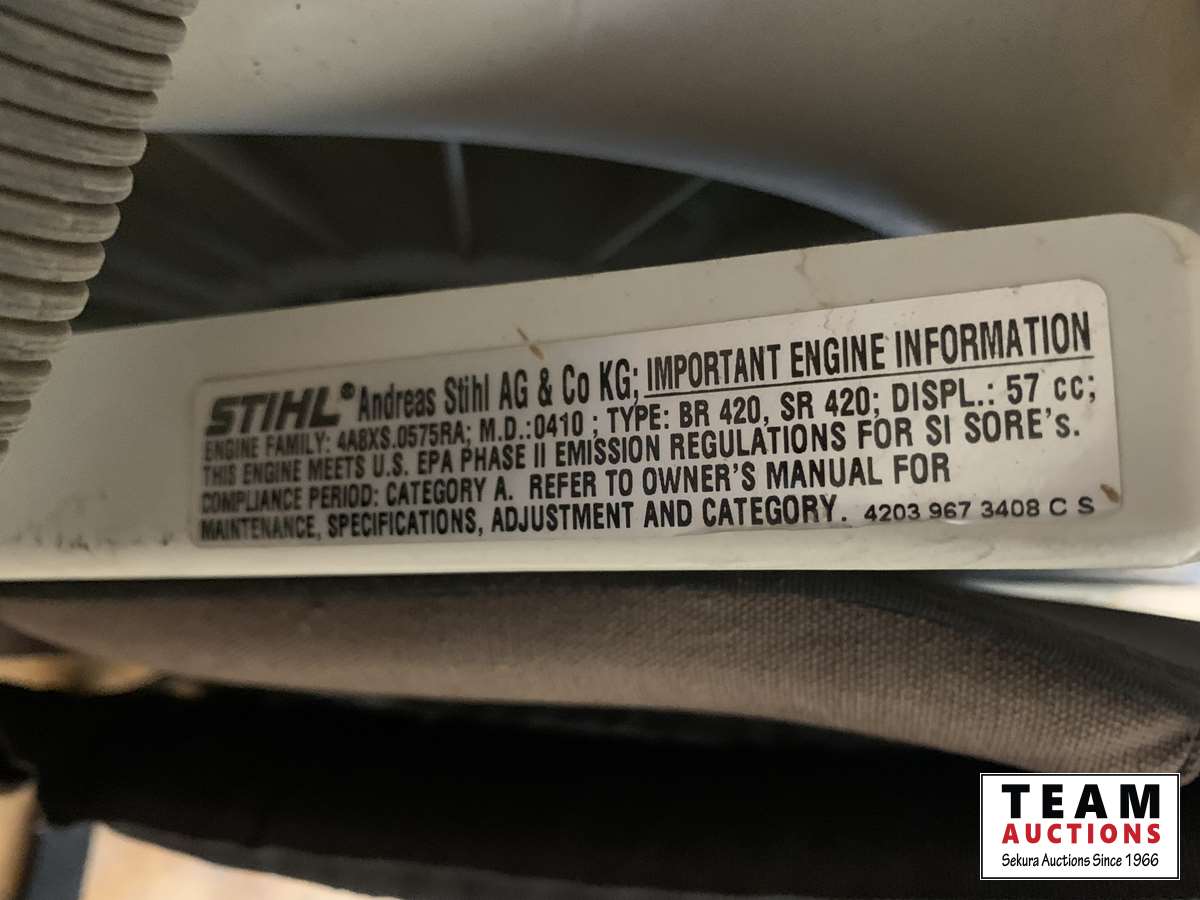 STIHL® Andreas Stihl AG & Co KG; IMPORTANT ENGINE INFORMATION
ENGINE FAMILY: 4A8XS.0575RA; M.D.:0410 ; TYPE: BR 420, SR 420; DISPL.: 57 cc;
THIS ENGINE MEETS U.S. EPA PHASE II EMISSION REGULATIONS FOR SI SORE's.
COMPLIANCE PERIOD: CATEGORY A. REFER TO OWNER'S MANUAL FOR
MAINTENANCE, SPECIFICATIONS, ADJUSTMENT AND CATEGORY. 4203 967 3408 C S
TEAM
AUCTIONS
Sekura Auctions Since 1966